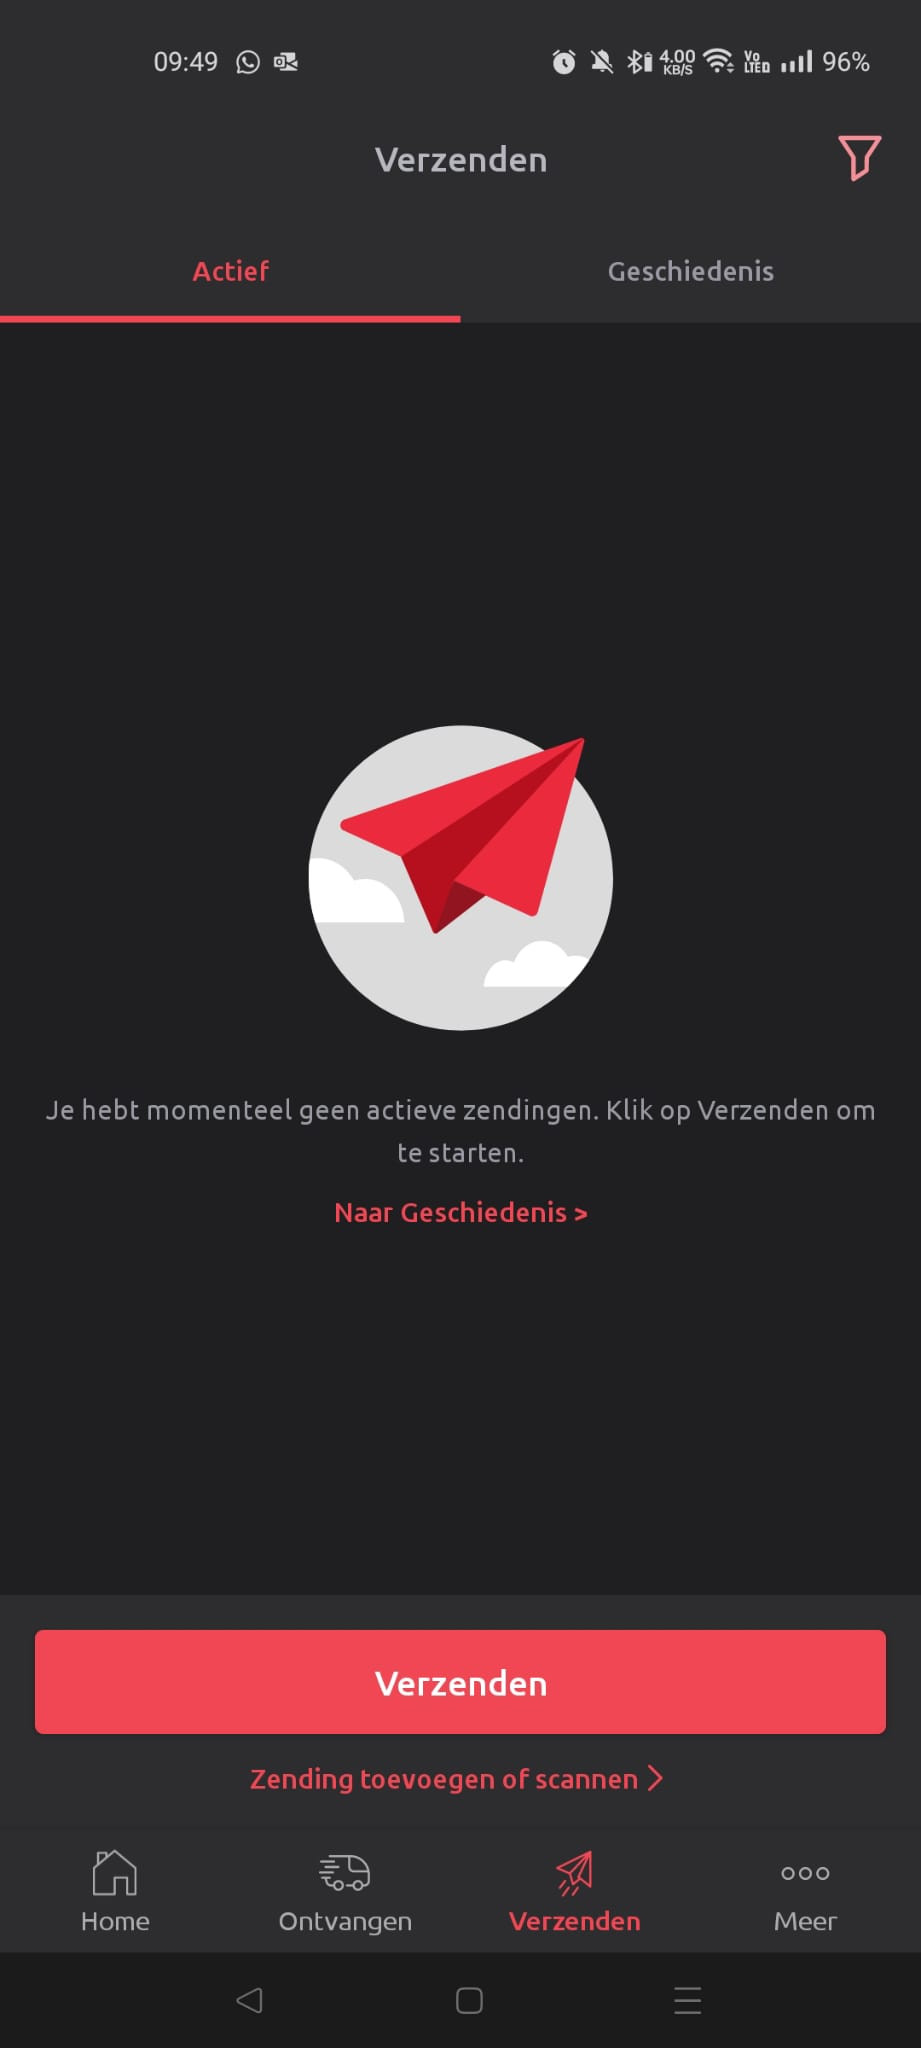 09:49 4.00 KB/S Vo LTED 96%
Verzenden
Actief Geschiedenis
Je hebt momenteel geen actieve zendingen. Klik op Verzenden om
te starten.
Naar Geschiedenis >
Verzenden
Zending toevoegen of scannen >
Home Ontvangen Verzenden Meer